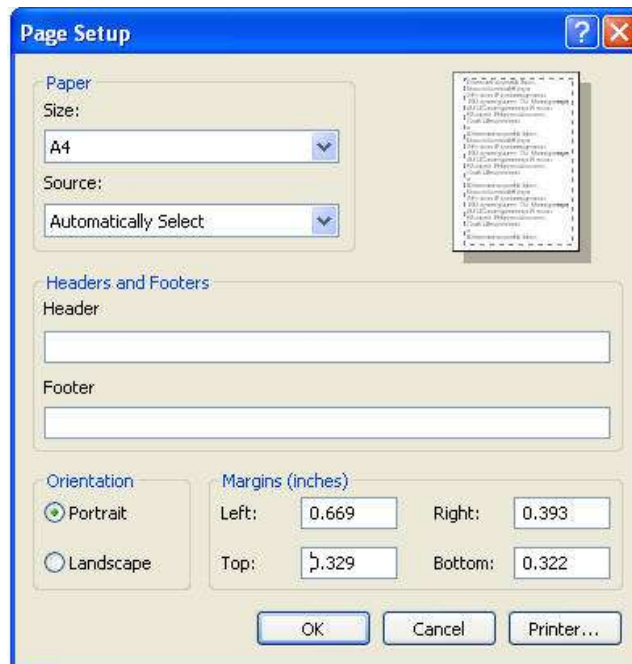 Page Setup
Paper
Size:
A4
Source:
Automatically Select
Headers and Footers
Header
Footer
Orientation
Portrait
Landscape
Margins (inches)
Left: 0.669 Right: 0.393
Top: .329 Bottom: 0.322
OK Cancel Printer...